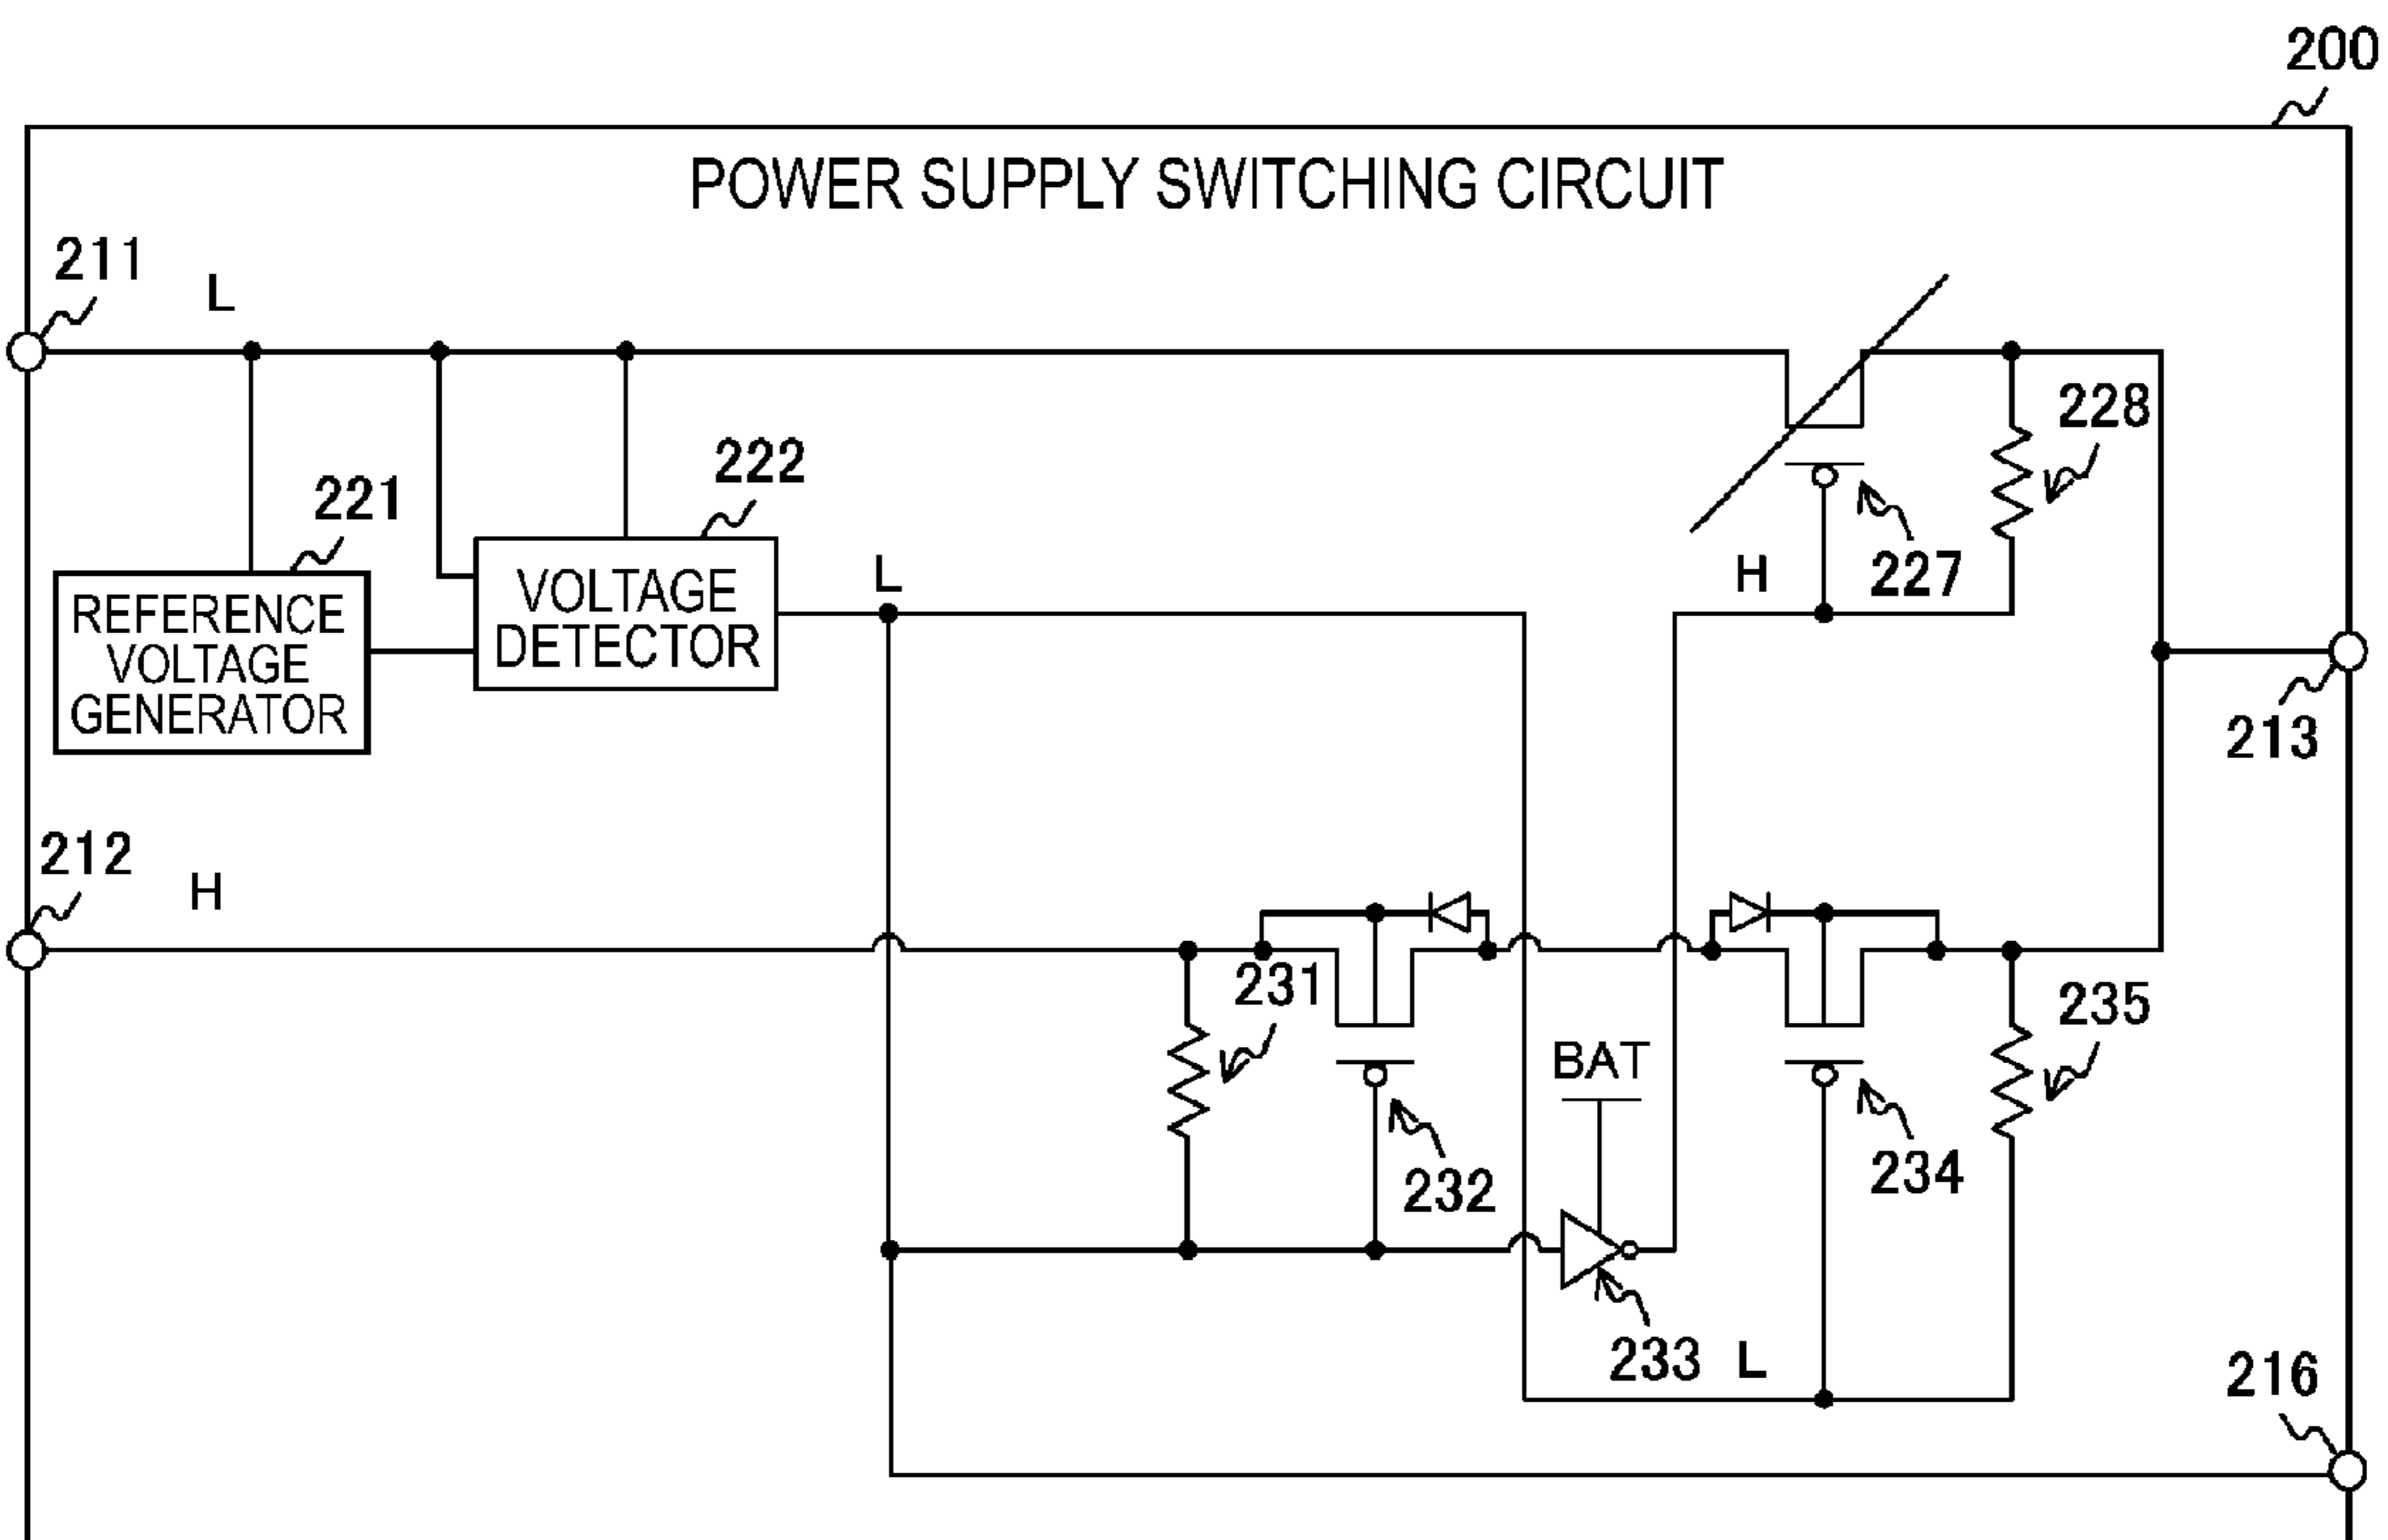 200
POWER SUPPLY SWITCHING CIRCUIT
211
L
228
222
221
227
H
L
VOLTAGE
DETECTOR
REFERENCE
VOLTAGE
GENERATOR
213
212
H
231
235
BAT
234
232
233
L
216